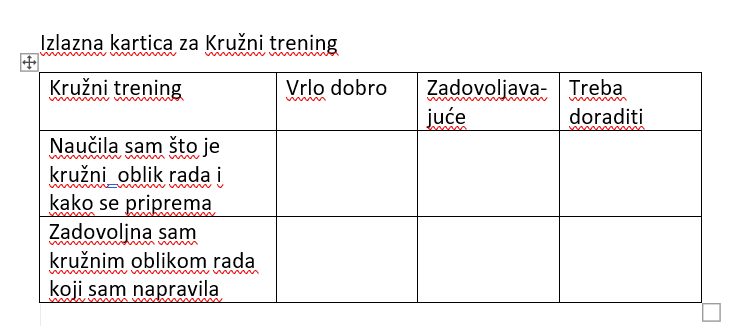 Izlazna kartica za Kružni trening
Kružni trening
Vrlo dobro
Zadovoljava-
juće
Treba
doraditi
Naučila sam što je
kružni  oblik rada i
kako se priprema
Zadovoljna sam
kružnim oblikom rada
koji sam napravila